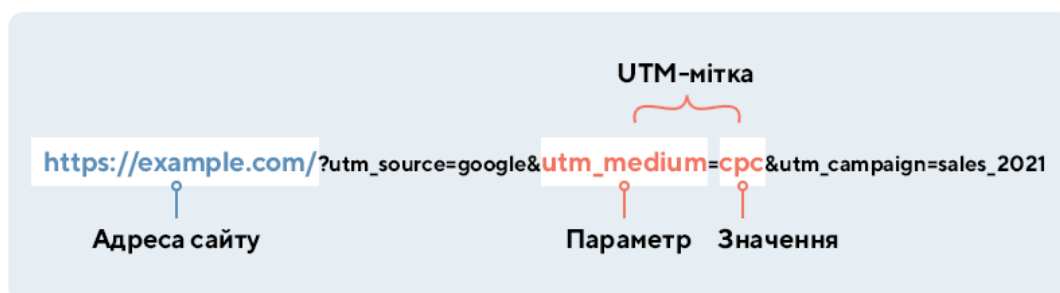 UTM-мітка
https://example.com/?utm_source=google&utm_medium=cpc&utm_campaign=sales_2021
Адреса сайту Параметр Значення